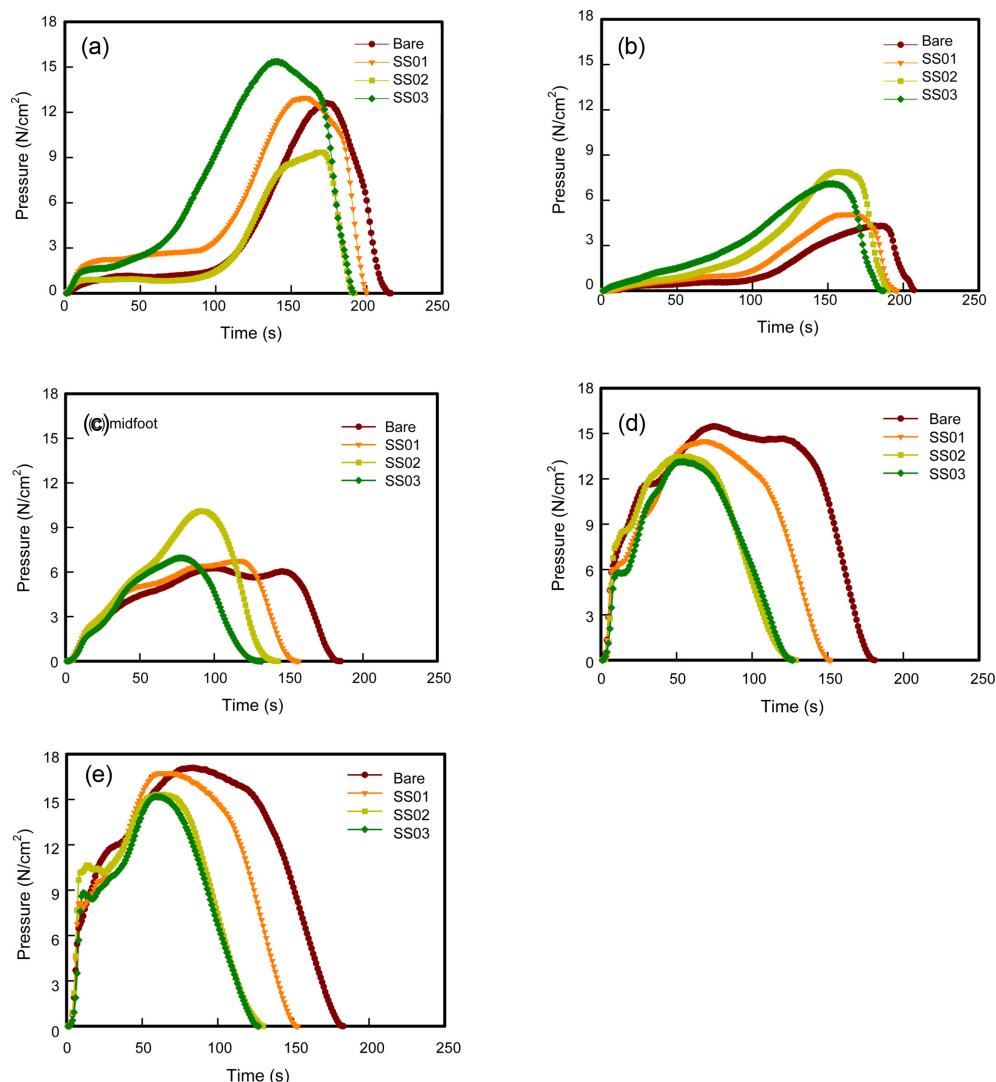 (a)
Bare
SS01
SS02
SS03
Pressure (N/cm²)
18
15
12
9
6
3
0
0 50 100 150 200 250
Time (s)
(b)
Bare
SS01
SS02
SS03
Pressure (N/cm²)
18
15
12
9
6
3
0
0 50 100 150 200 250
Time (s)
(c) midfoot
Bare
SS01
SS02
SS03
Pressure (N/cm²)
18
15
12
9
6
3
0
0 50 100 150 200 250
Time (s)
(d)
Bare
SS01
SS02
SS03
Pressure (N/cm²)
18
15
12
9
6
3
0
0 50 100 150 200 250
Time (s)
(e)
Bare
SS01
SS02
SS03
Pressure (N/cm²)
18
15
12
9
6
3
0
0 50 100 150 200 250
Time (s)